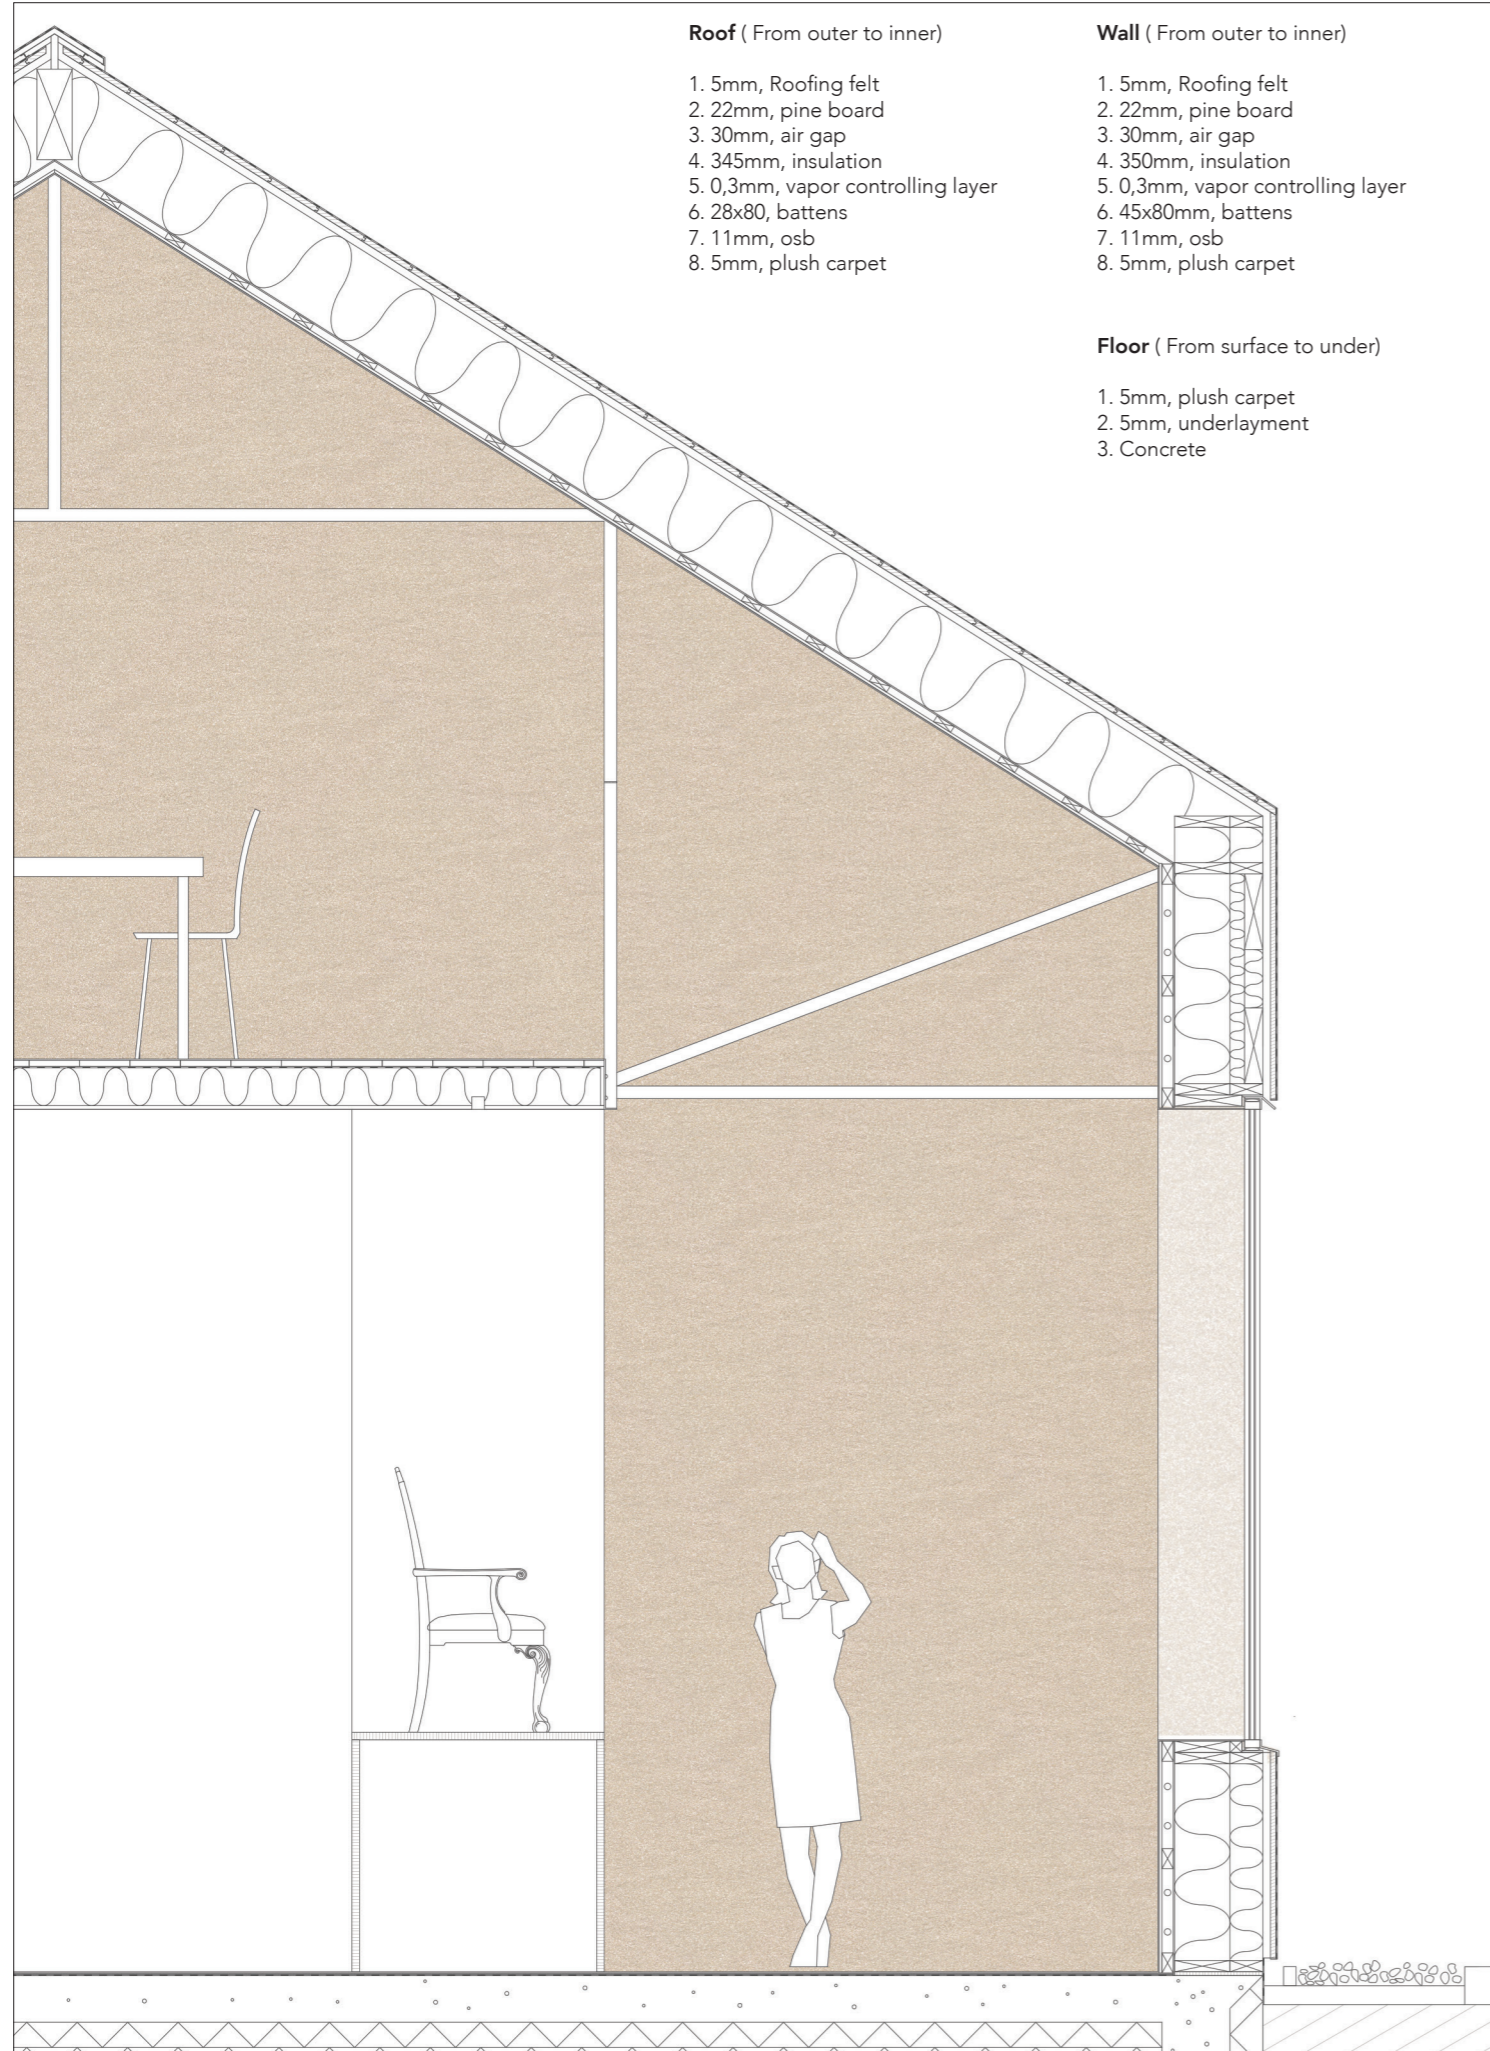 Roof ( From outer to inner)
1. 5mm, Roofing felt
2. 22mm, pine board
3. 30mm, air gap
4. 345mm, insulation
5. 0,3mm, vapor controlling layer
6. 28x80, battens
7. 11mm, osb
8. 5mm, plush carpet
Wall ( From outer to inner)
1. 5mm, Roofing felt
2. 22mm, pine board
3. 30mm, air gap
4. 350mm, insulation
5. 0,3mm, vapor controlling layer
6. 45x80mm, battens
7. 11mm, osb
8. 5mm, plush carpet
Floor ( From surface to under)
1. 5mm, plush carpet
2. 5mm, underlayment
3. Concrete